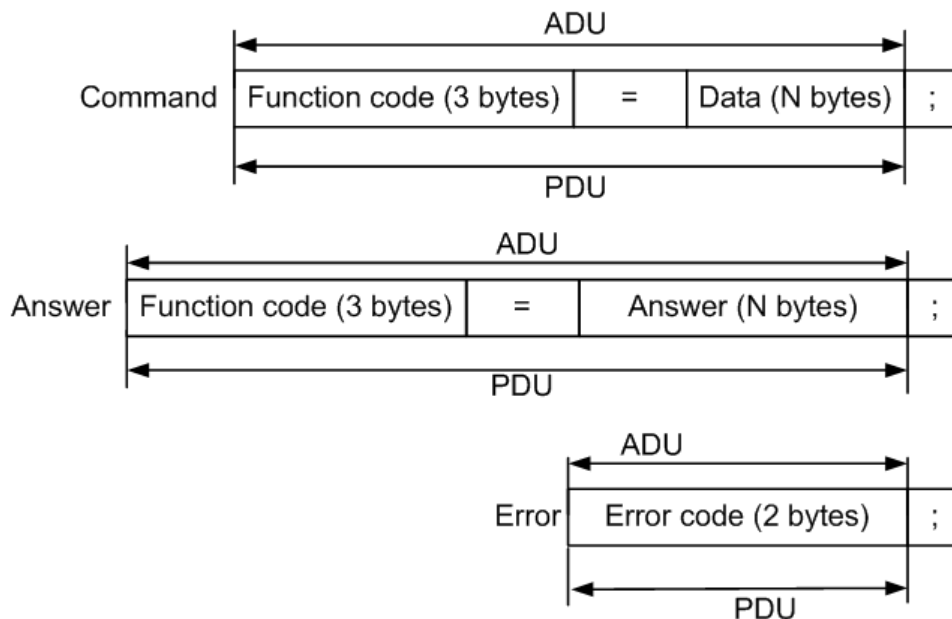 ADU
Command Function code (3 bytes) = Data (N bytes) ;
PDU
ADU
Answer Function code (3 bytes) = Answer (N bytes) ;
PDU
ADU
Error Error code (2 bytes) ;
PDU